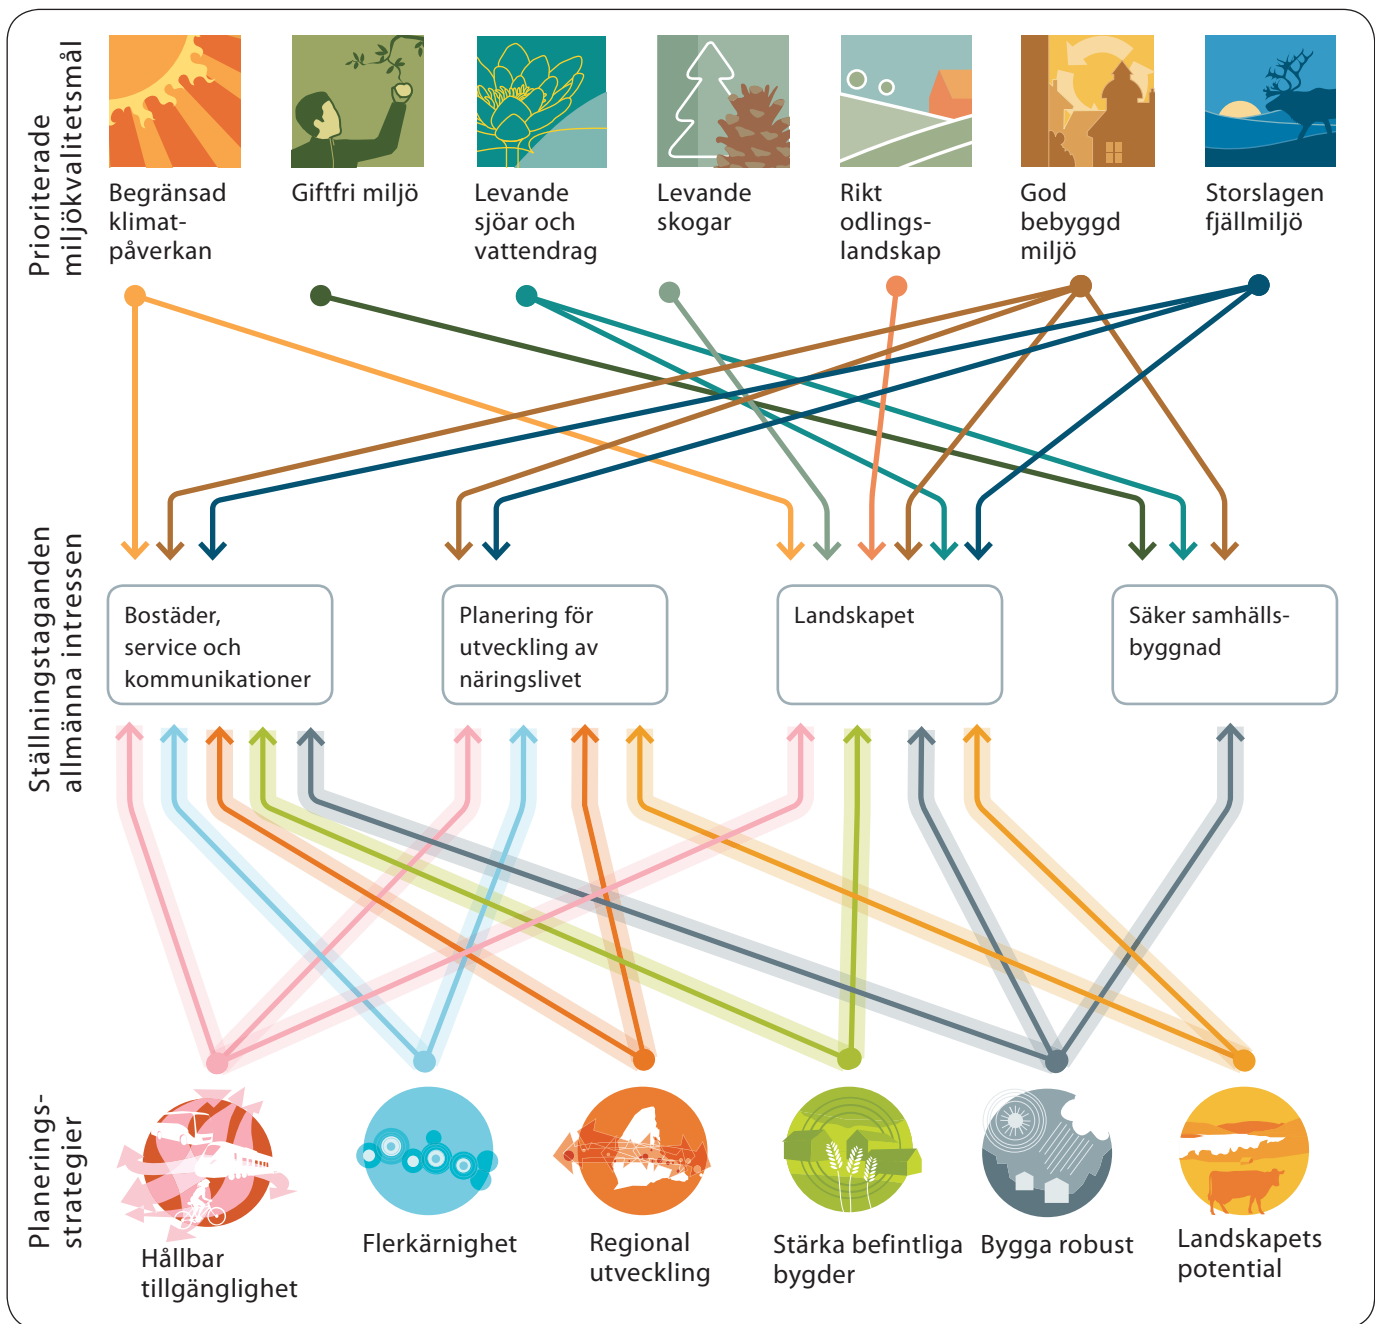 Prioriterade
miljökvalitetsmål
Begränsad
klimat-
påverkan
Giftfri miljö
Levande
sjöar och
vattendrag
Levande
skogar
Rikt
odlings-
landskap
God
bebyggd
miljö
Storslagen
fjällmiljö
Ställningstaganden
allmänna intressen
Bostäder,
service och
kommunikationer
Planering för
utveckling av
näringslivet
Landskapet
Säker samhälls-
byggnad
Planerings-
strategier
Hållbar
tillgänglighet
Flerkärnighet
Regional
utveckling
Stärka befintliga
bygder
Bygga robust
Landskapets
potential